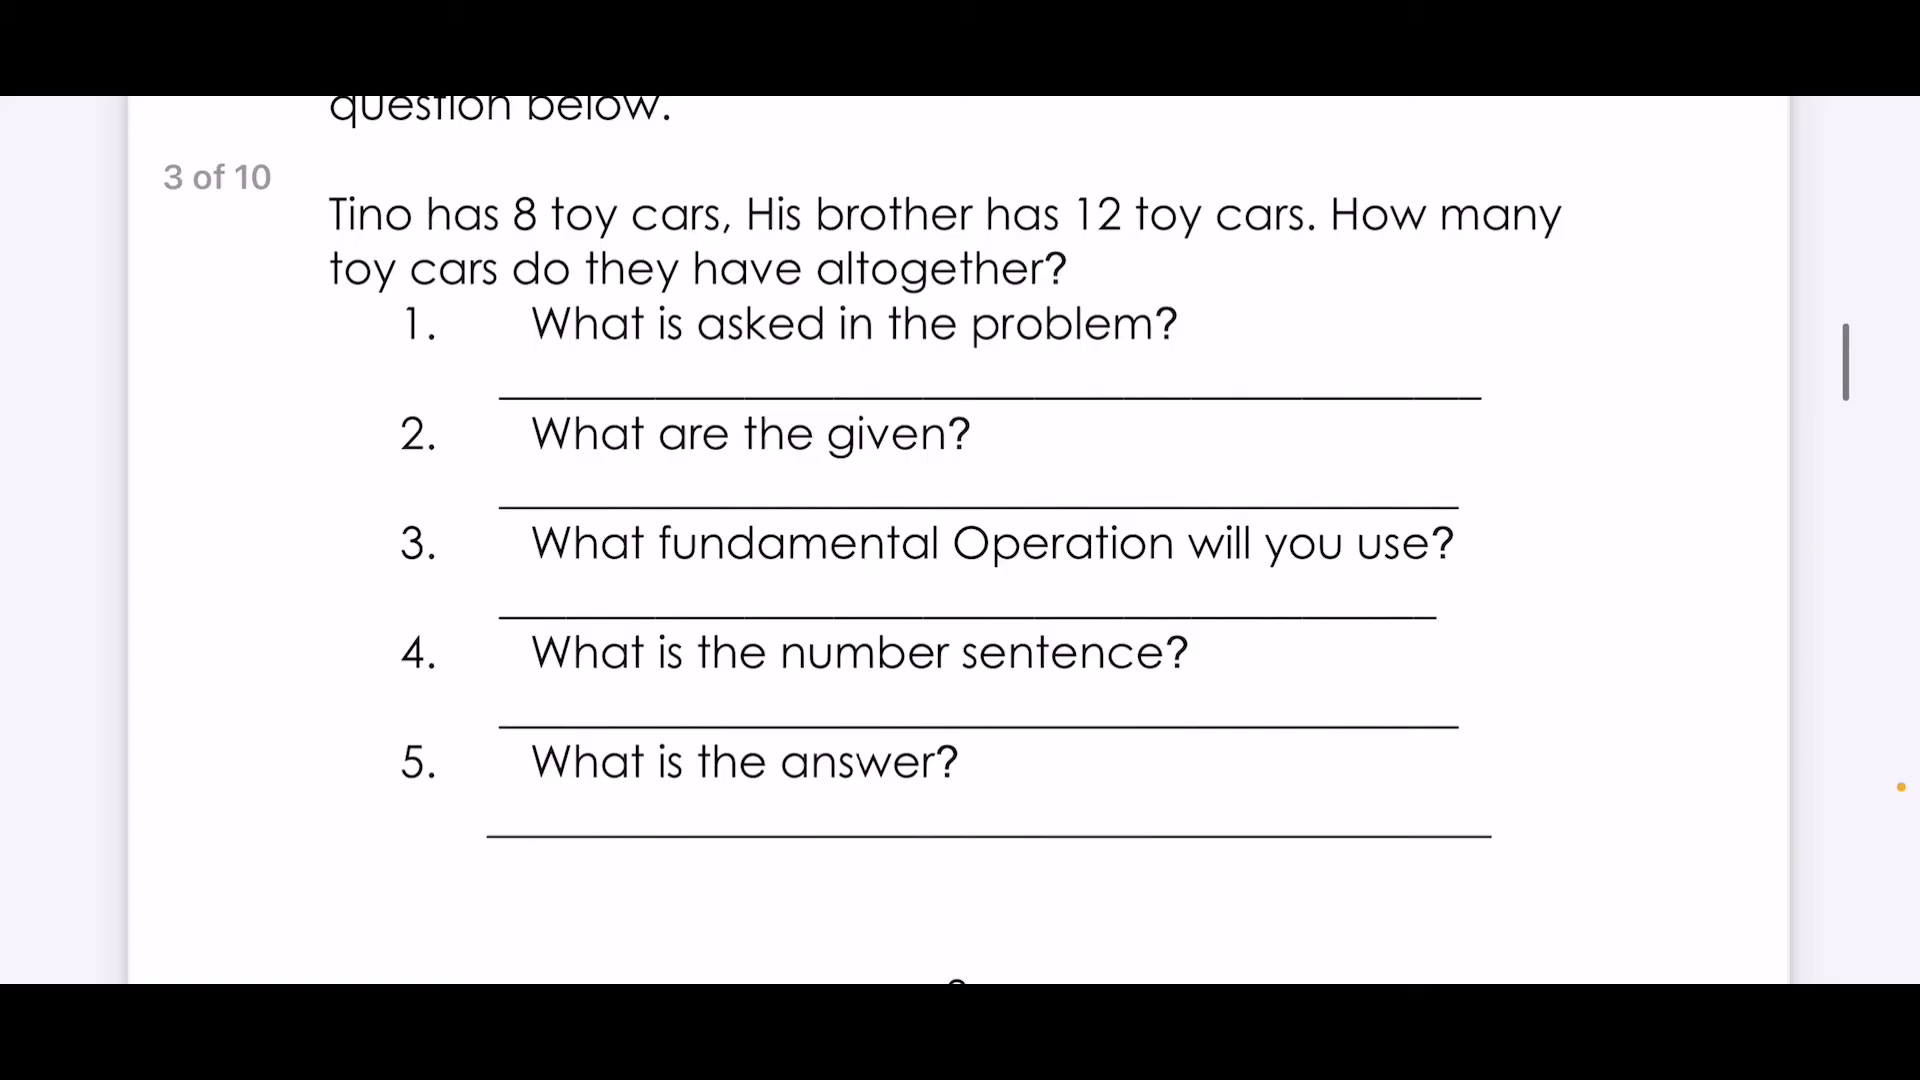 question below.
3 of 10
Tino has 8 toy cars, His brother has 12 toy cars. How many
toy cars do they have altogether?
1. What is asked in the problem?
2. What are the given?
3. What fundamental Operation will you use?
4. What is the number sentence?
5. What is the answer?